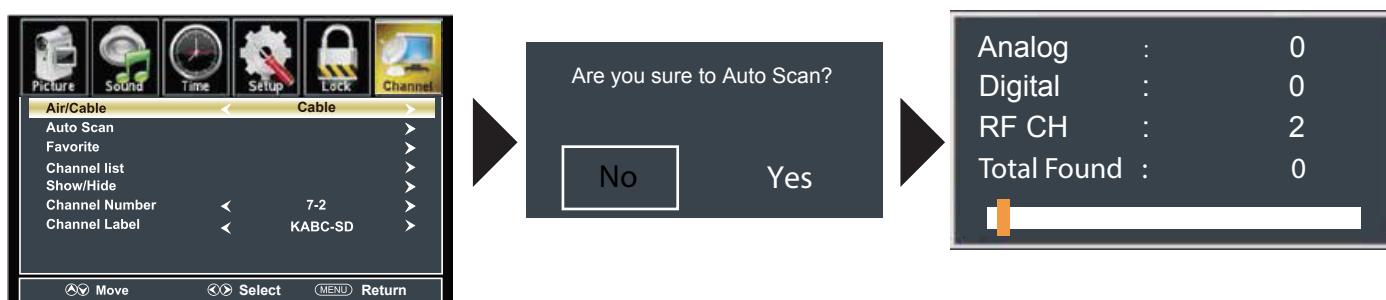 Picture Sound Time Setup Lock Channel
Air/Cable Cable
Auto Scan
Favorite
Channel list
Show/Hide
Channel Number 7-2
Channel Label KABC-SD
Move Select MENU Return
Are you sure to Auto Scan?
No Yes
Analog : 0
Digital : 0
RF CH : 2
Total Found : 0